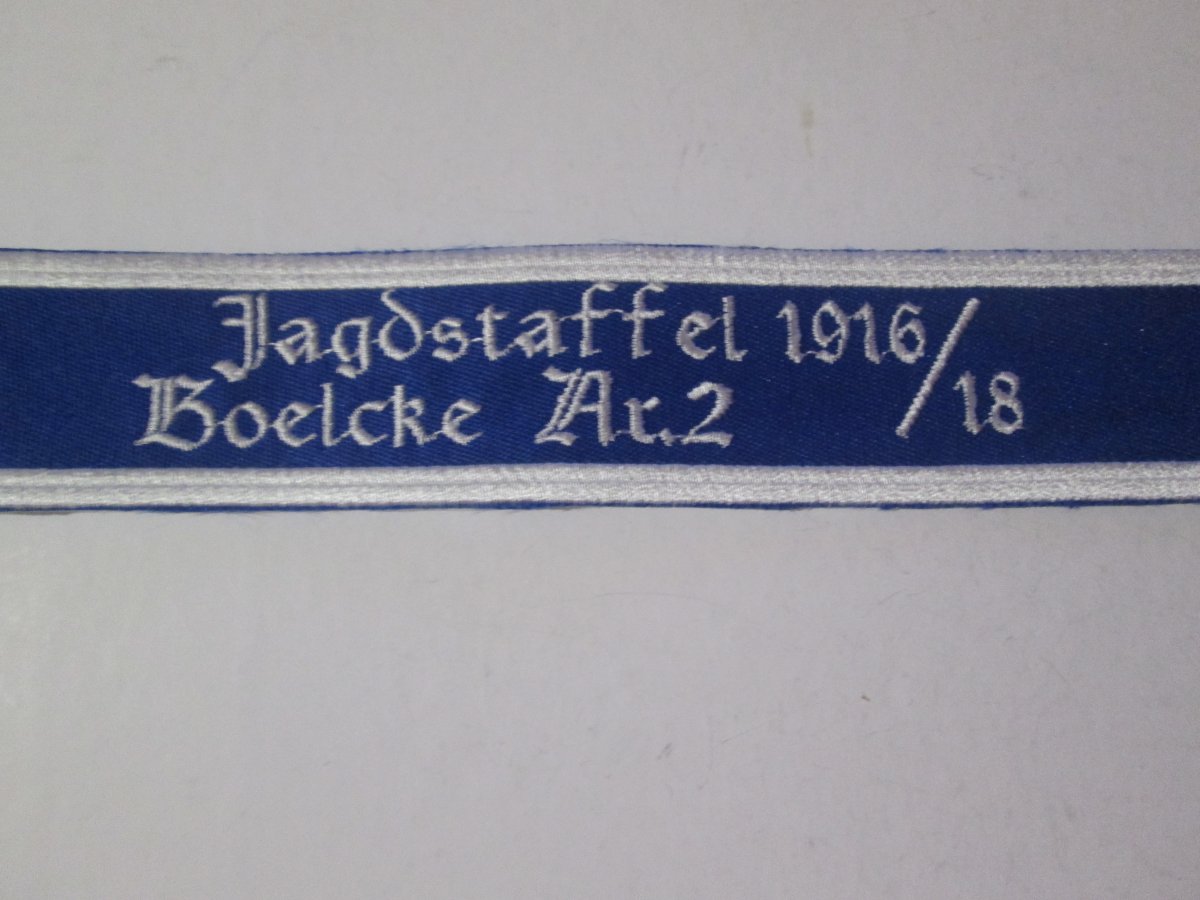 Jagdstaffel 1916/18
Boelcke Nr.2